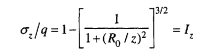 σ_z/q = 1 − [1 / (1 + (R_0/z)^2)]^{3/2} = I_z